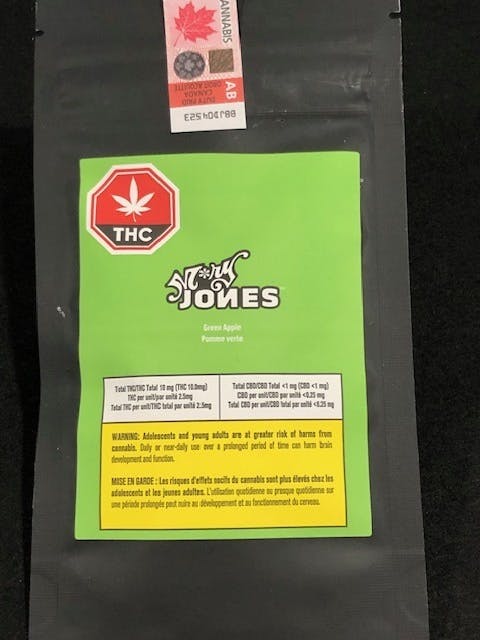 CANNABIS
AB
DUTY PAID
CANADA
DROIT ACQUITTÉ
BBJD04523
THC
Mary
JONES
Green Apple
Pomme verte
Total THC/THC Total 10 mg (THC 10.0mg)
THC per unit/par unité 2.5mg
Total THC per unit/THC total par unité 2.5mg
Total CBD/CBD Total <1 mg (CBD <1 mg)
CBD per unit/CBD par unité <0.25 mg
Total CBD per unit/CBD total par unité <0.25 mg
WARNING: Adolescents and young adults are at greater risk of harms from
cannabis. Daily or near-daily use over a prolonged period of time can harm brain
development and function.
MISE EN GARDE : Les risques d'effets nocifs du cannabis sont plus élevés chez les
adolescents et les jeunes adultes. L'utilisation quotidienne ou presque quotidienne sur
une période prolongée peut nuire au développement et au fonctionnement du cerveau.